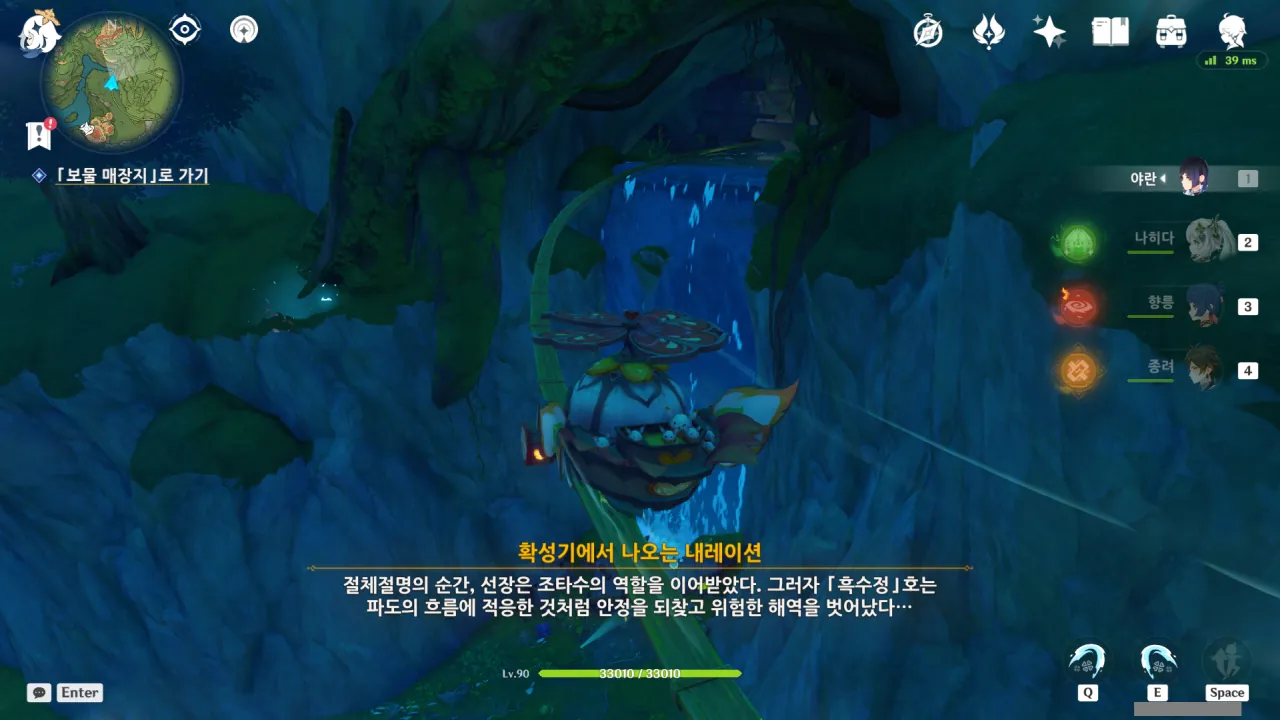 N
39 ms
「보물 매장지」로 가기
야란
1
나히다
2
향릉
3
종려
4
확성기에서 나오는 내레이션
절체절명의 순간, 선장은 조타수의 역할을 이어받았다. 그러자 「흑수정」호는
파도의 흐름에 적응한 것처럼 안정을 되찾고 위험한 해역을 벗어났다…
Lv.90
33010 / 33010
Enter
Q
E
Space